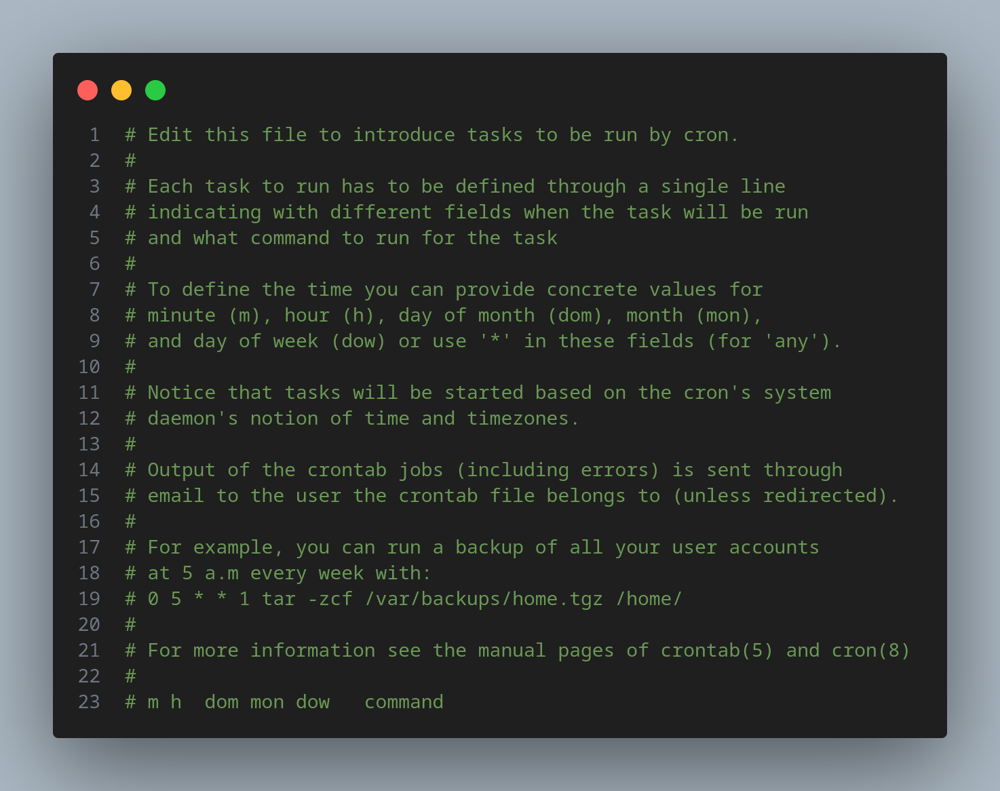 1 # Edit this file to introduce tasks to be run by cron.
2 #
3 # Each task to run has to be defined through a single line
4 # indicating with different fields when the task will be run
5 # and what command to run for the task
6 #
7 # To define the time you can provide concrete values for
8 # minute (m), hour (h), day of month (dom), month (mon),
9 # and day of week (dow) or use '*' in these fields (for 'any').
10 #
11 # Notice that tasks will be started based on the cron's system
12 # daemon's notion of time and timezones.
13 #
14 # Output of the crontab jobs (including errors) is sent through
15 # email to the user the crontab file belongs to (unless redirected).
16 #
17 # For example, you can run a backup of all your user accounts
18 # at 5 a.m every week with:
19 # 0 5 * * 1 tar -zcf /var/backups/home.tgz /home/
20 #
21 # For more information see the manual pages of crontab(5) and cron(8)
22 #
23 # m h  dom mon dow   command